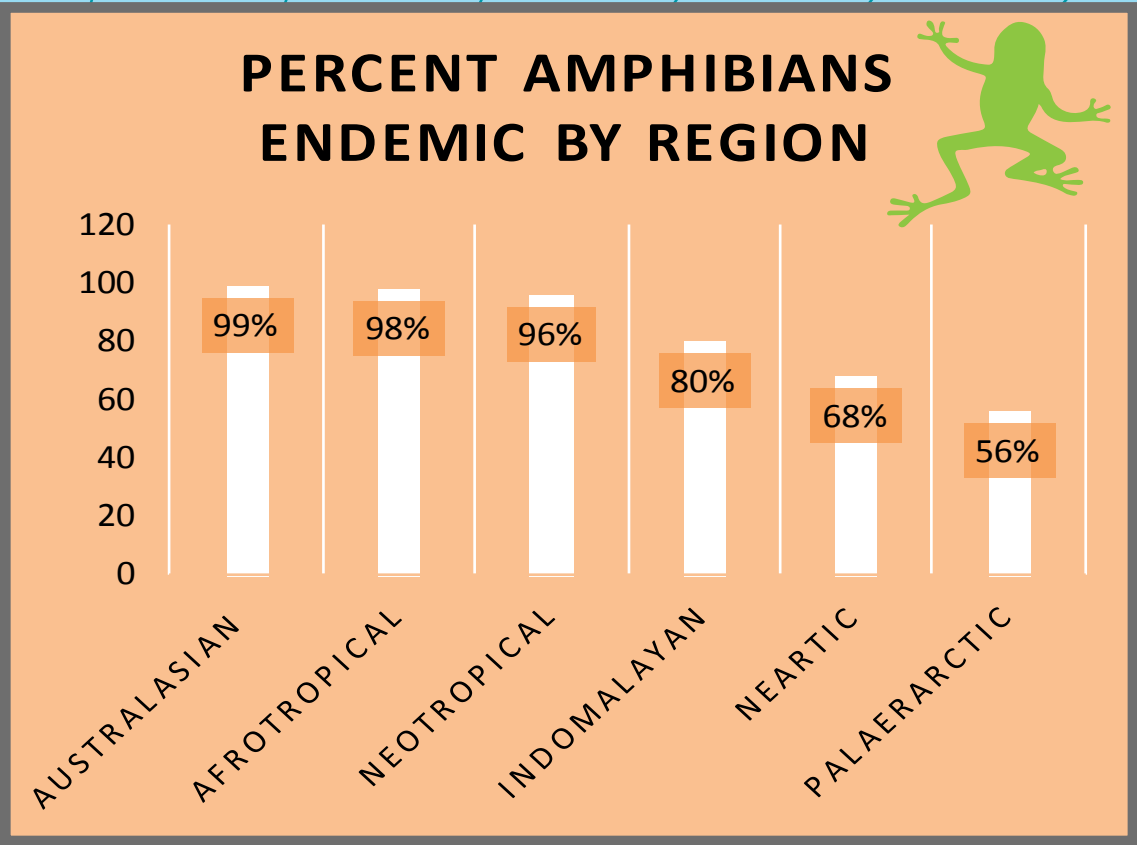 PERCENT AMPHIBIANS
ENDEMIC BY REGION
120
100
80
60
40
20
0
99%
98%
96%
80%
68%
56%
AUSTRALASIAN
AFROTROPICAL
NEOTROPICAL
INDOMALAYAN
NEARTIC
PALAERARCTIC